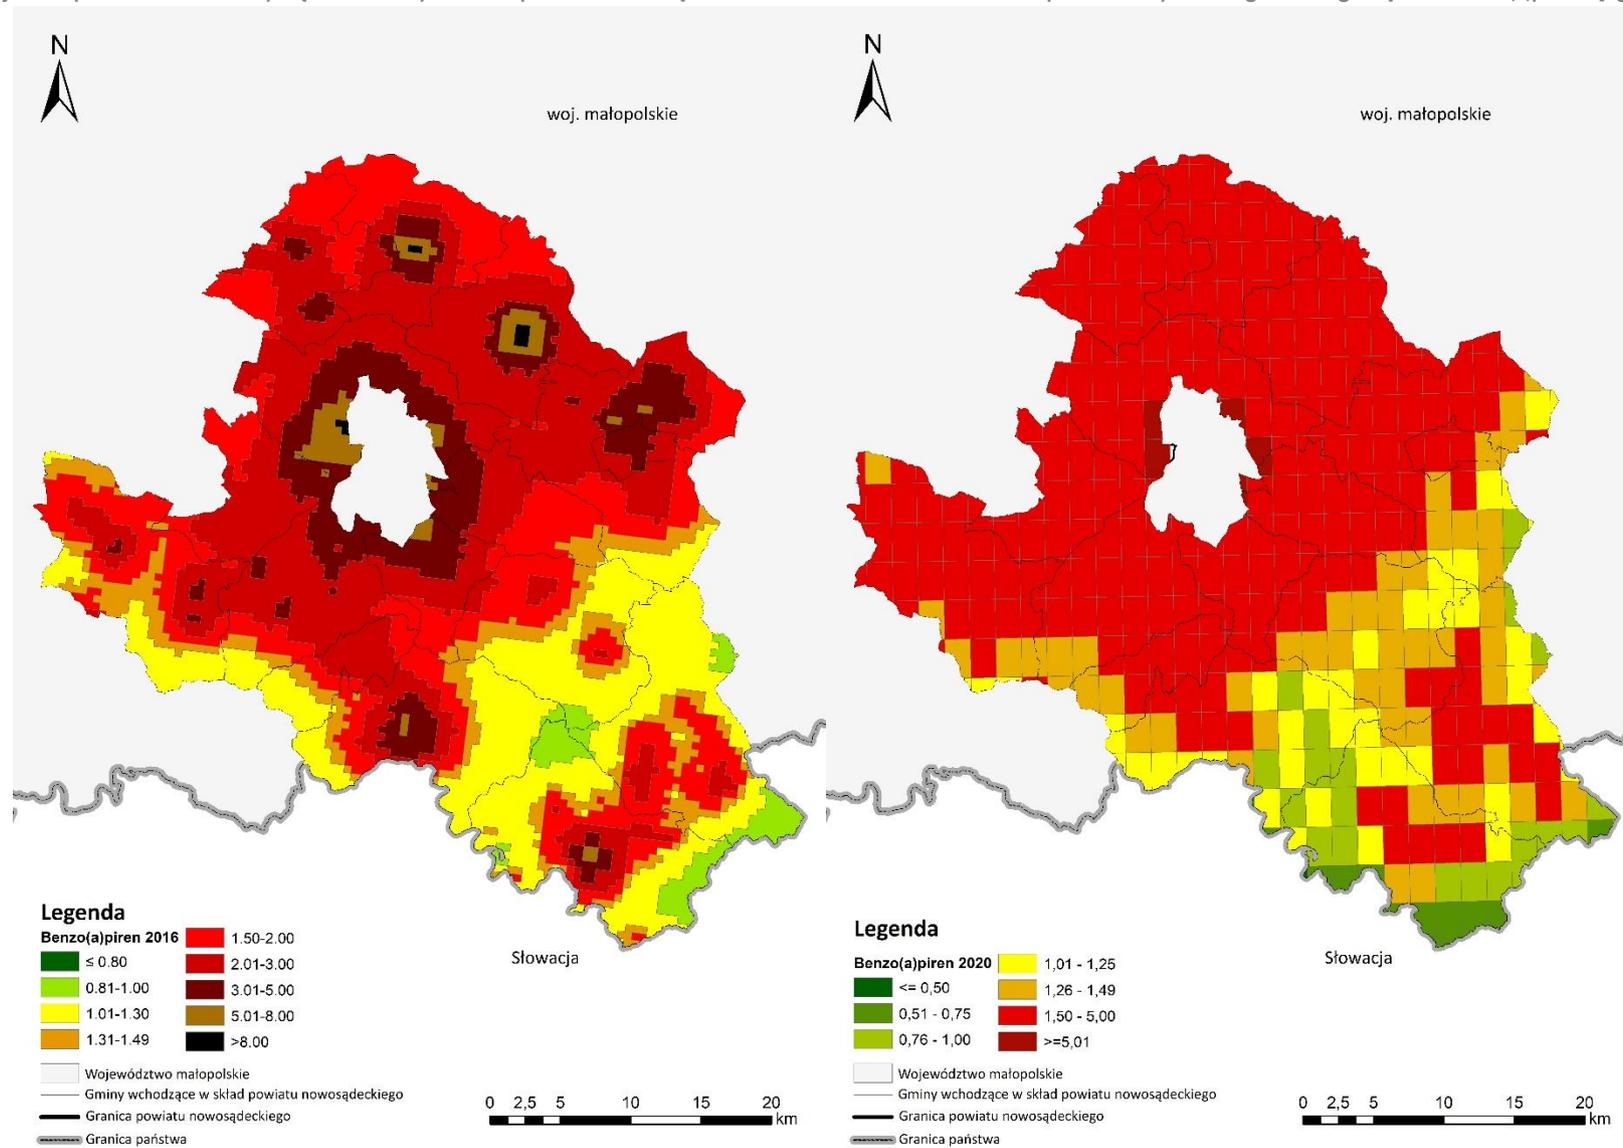 N
woj. małopolskie
Legenda
Benzo(a)piren 2016
≤ 0.80
0.81-1.00
1.01-1.30
1.31-1.49
1.50-2.00
2.01-3.00
3.01-5.00
5.01-8.00
>8.00
Województwo małopolskie
Gminy wchodzące w skład powiatu nowosądeckiego
Granica powiatu nowosądeckiego
Granica państwa
Słowacja
0 2,5 5 10 15 20
km
N
woj. małopolskie
Legenda
Benzo(a)piren 2020
<= 0,50
0,51 - 0,75
0,76 - 1,00
1,01 - 1,25
1,26 - 1,49
1,50 - 5,00
>=5,01
Województwo małopolskie
Gminy wchodzące w skład powiatu nowosądeckiego
Granica powiatu nowosądeckiego
Granica państwa
Słowacja
0 2,5 5 10 15 20
km